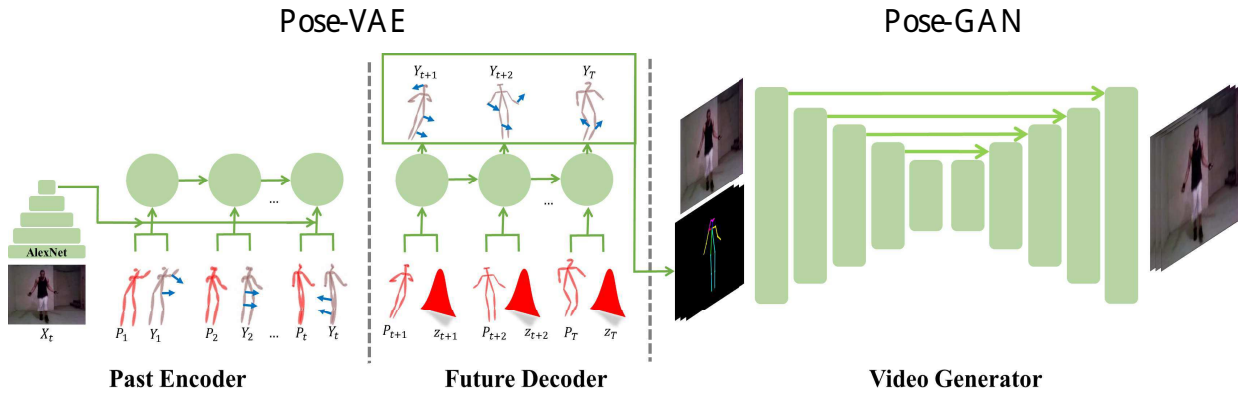 Pose-VAE
Pose-GAN
Y_{t+1} Y_{t+2} Y_T
...
...
AlexNet
X_t
P_1 Y_1 P_2 Y_2 ... P_t Y_t
P_{t+1} z_{t+1} P_{t+2} z_{t+2} P_T z_T
Past Encoder
Future Decoder
Video Generator